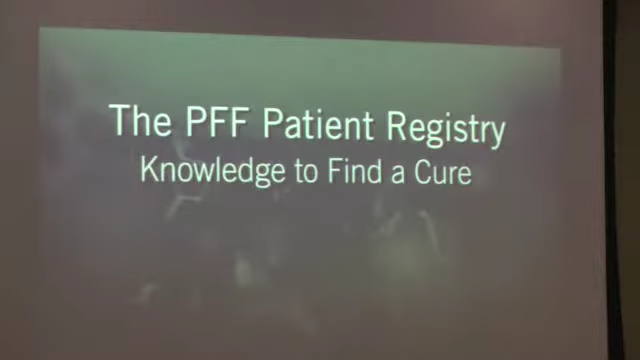 The PFF Patient Registry
Knowledge to Find a Cure